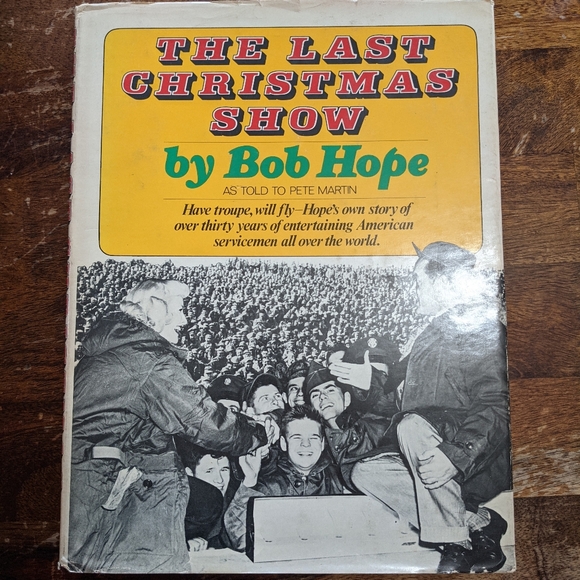 THE LAST
CHRISTMAS
SHOW
by Bob Hope
AS TOLD TO PETE MARTIN
Have troupe, will fly—Hope's own story of
over thirty years of entertaining American
servicemen all over the world.